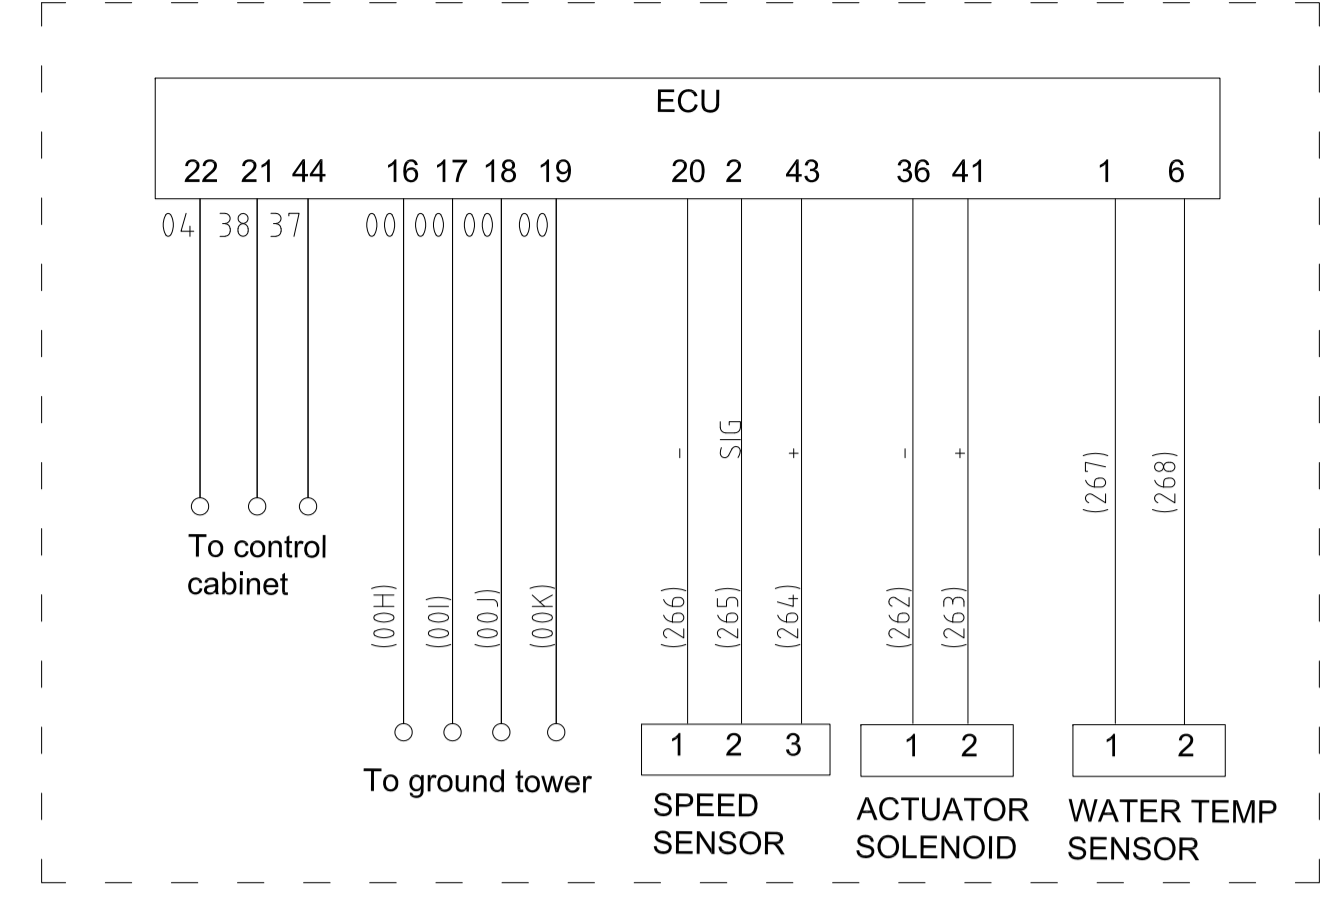 ECU
22 21 44 16 17 18 19 20 2 43 36 41 1 6
04 38 37 00 00 00 00
- SIG + - +
(267) (268)
To control
cabinet
(00H) (00I) (00J) (00K) (266) (265) (264) (262) (263)
1 2 3 1 2 1 2
To ground tower
SPEED
SENSOR
ACTUATOR
SOLENOID
WATER TEMP
SENSOR